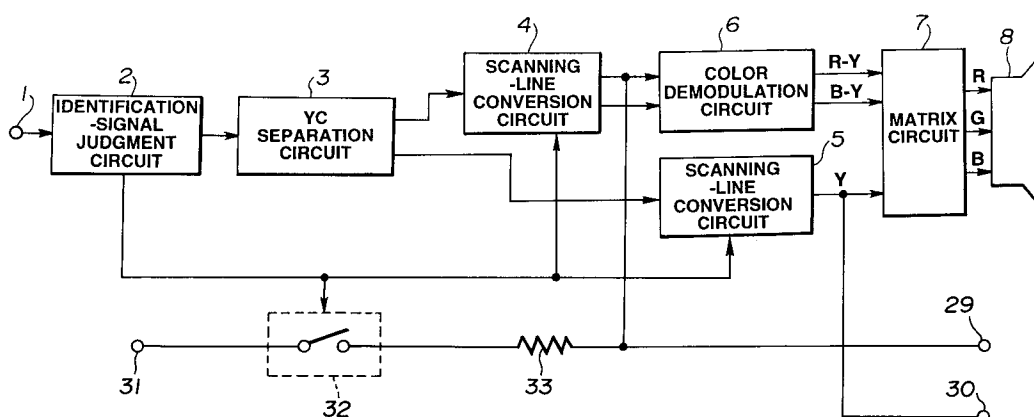 1
2
IDENTIFICATION
-SIGNAL
JUDGMENT
CIRCUIT
3
YC
SEPARATION
CIRCUIT
4
SCANNING
-LINE
CONVERSION
CIRCUIT
6
COLOR
DEMODULATION
CIRCUIT
R-Y
B-Y
7
MATRIX
CIRCUIT
8
R
G
B
5
SCANNING
-LINE
CONVERSION
CIRCUIT
Y
31
32
33
29
30